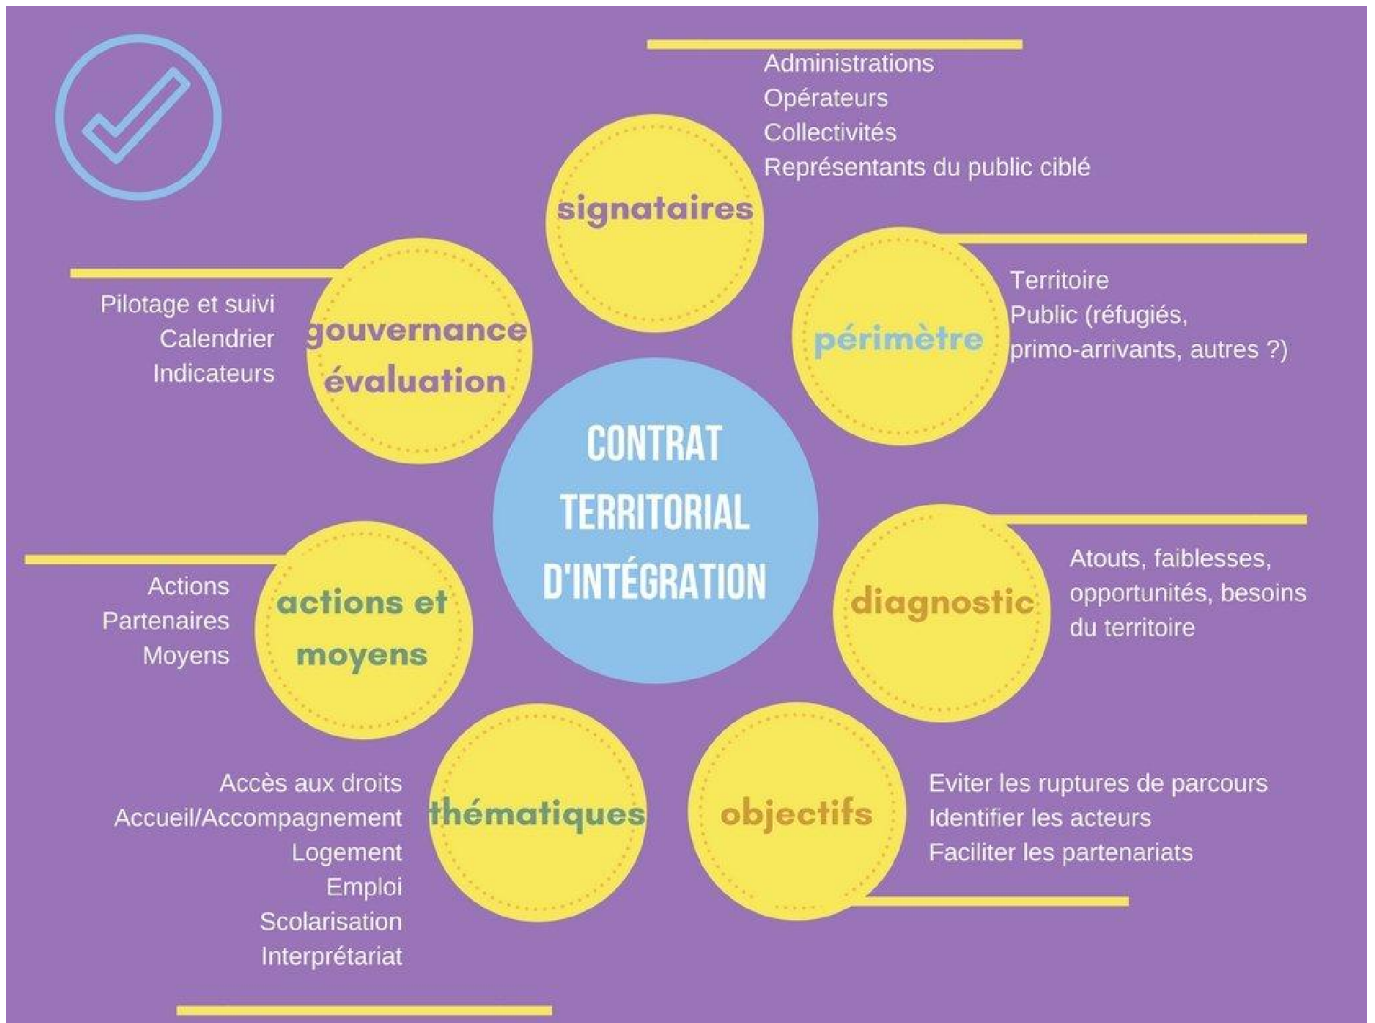 Administrations
Opérateurs
Collectivités
Représentants du public ciblé
signataires
Territoire
Public (réfugiés,
primo-arrivants, autres ?)
périmètre
Atouts, faiblesses,
opportunités, besoins
du territoire
diagnostic
Eviter les ruptures de parcours
Identifier les acteurs
Faciliter les partenariats
objectifs
thématiques
Accès aux droits
Accueil/Accompagnement
Logement
Emploi
Scolarisation
Interprétariat
actions et
moyens
Actions
Partenaires
Moyens
gouvernance
évaluation
Pilotage et suivi
Calendrier
Indicateurs
CONTRAT
TERRITORIAL
D'INTÉGRATION